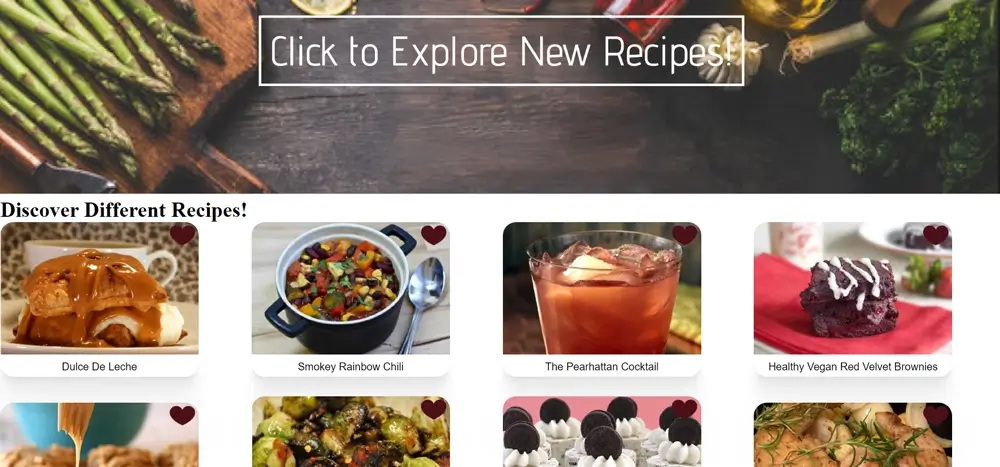 Click to Explore New Recipes!
Discover Different Recipes!
Dulce De Leche
Smokey Rainbow Chili
The Pearhattan Cocktail
Healthy Vegan Red Velvet Brownies